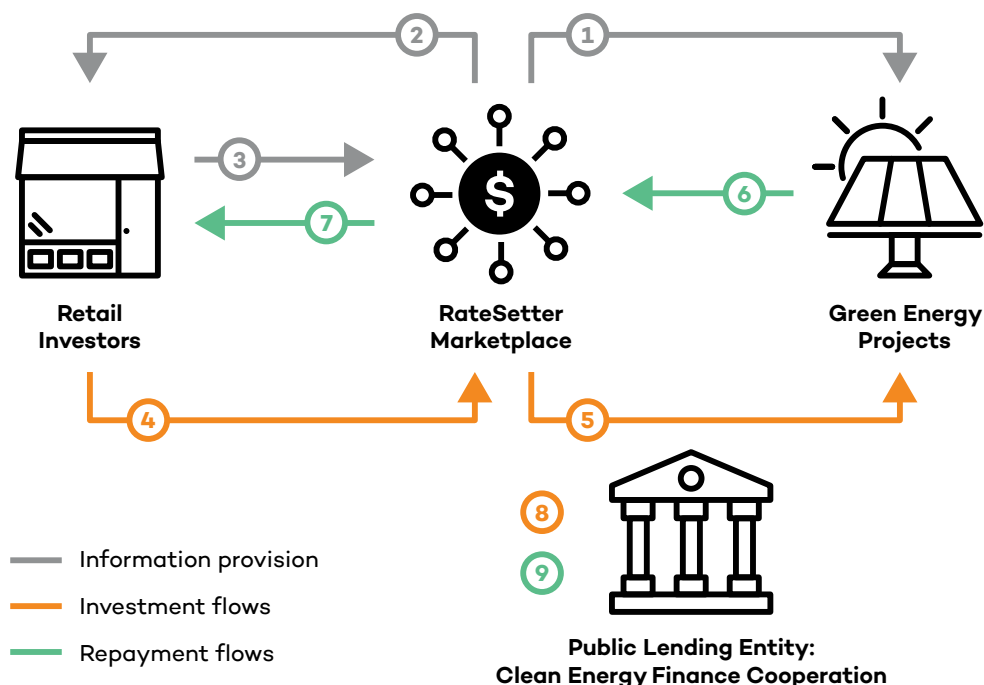 2
1
3
7
$
6
Retail
Investors
RateSetter
Marketplace
Green Energy
Projects
4
5
8
9
Information provision
Investment flows
Repayment flows
Public Lending Entity:
Clean Energy Finance Cooperation